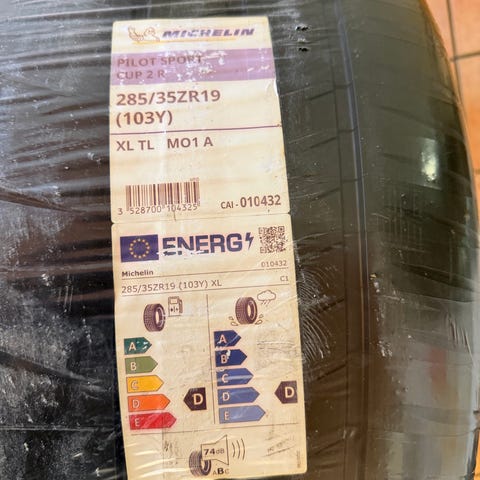 MICHELIN
PILOT SPORT
CUP 2 R
285/35ZR19
(103Y)
XL TL MO1 A
3 528700 104325
CAI - 010432
ENERG
Michelin 010432
285/35ZR19 (103Y) XL C1
A A
B B
C C
D D D D
E E
74dB
ABC